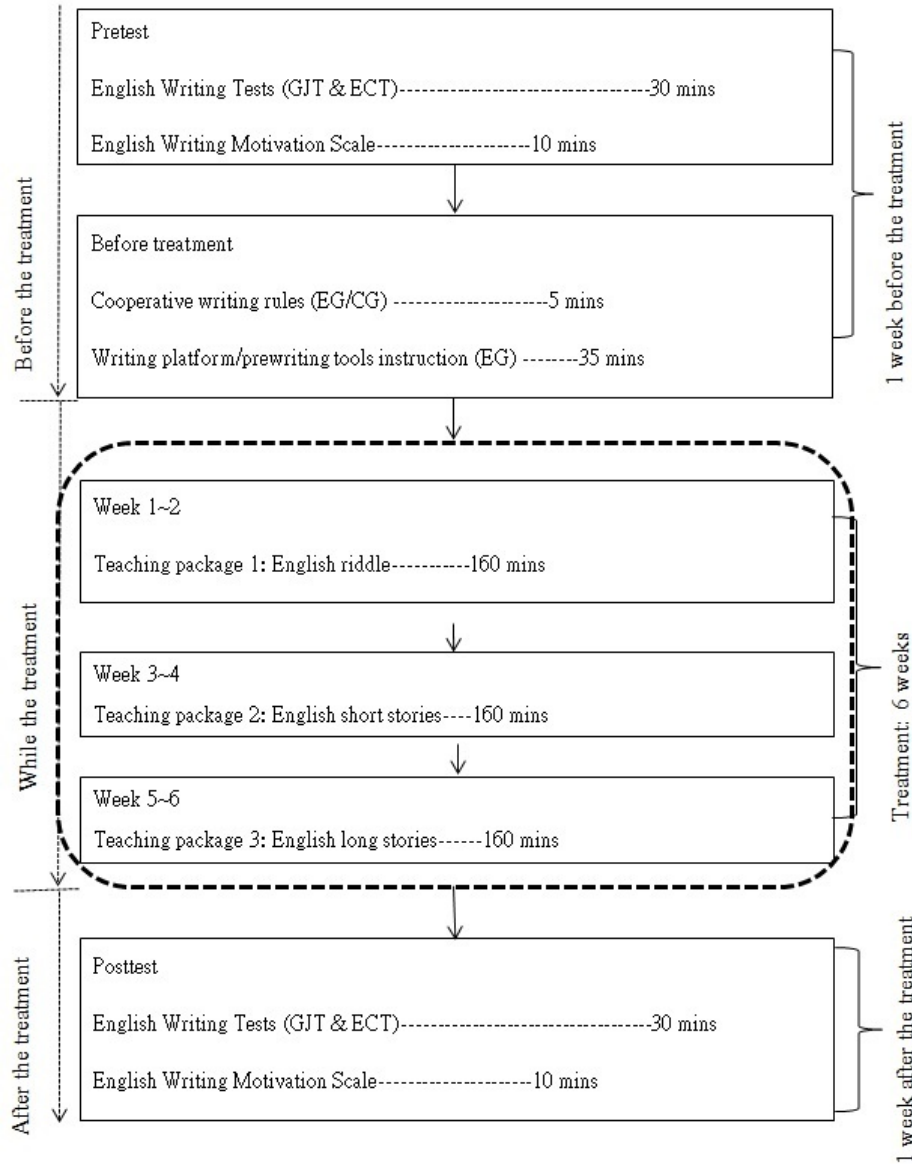 Pretest
English Writing Tests (GJT & ECT)-----------------------------------30 mins
English Writing Motivation Scale----------------------10 mins
Before the treatment
1 week before the treatment
Before treatment
Cooperative writing rules (EG/CG) ----------------------5 mins
Writing platform/prewriting tools instruction (EG) --------35 mins
Week 1~2
Teaching package 1: English riddle-----------160 mins
Week 3~4
Teaching package 2: English short stories----160 mins
While the treatment
Treatment: 6 weeks
Week 5~6
Teaching package 3: English long stories------160 mins
Posttest
English Writing Tests (GJT & ECT)-----------------------------------30 mins
English Writing Motivation Scale----------------------10 mins
After the treatment
1 week after the treatment